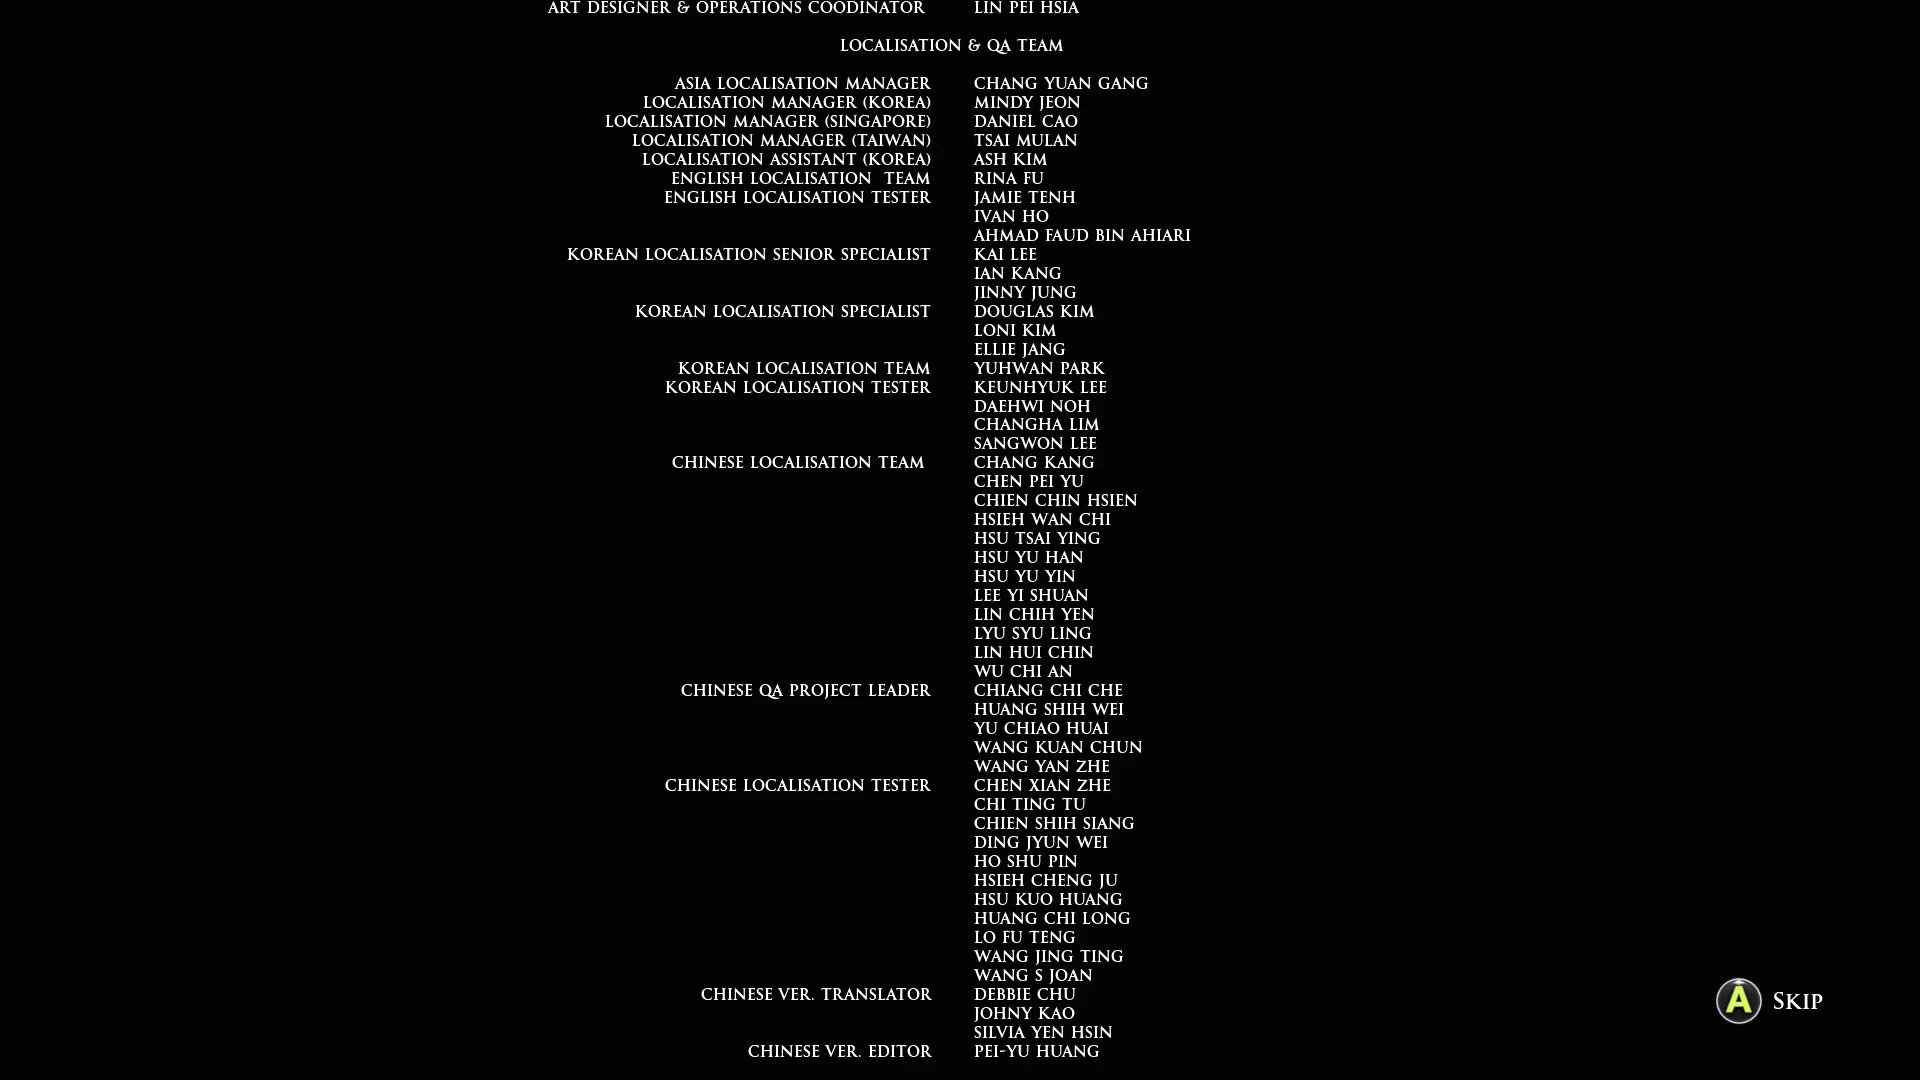 ART DESIGNER & OPERATIONS COODINATOR LIN PEI HSIA
LOCALISATION & QA TEAM
ASIA LOCALISATION MANAGER CHANG YUAN GANG
LOCALISATION MANAGER (KOREA) MINDY JEON
LOCALISATION MANAGER (SINGAPORE) DANIEL CAO
LOCALISATION MANAGER (TAIWAN) TSAI MULAN
LOCALISATION ASSISTANT (KOREA) ASH KIM
ENGLISH LOCALISATION TEAM RINA FU
ENGLISH LOCALISATION TESTER JAMIE TENH
IVAN HO
AHMAD FAUD BIN AHIARI
KOREAN LOCALISATION SENIOR SPECIALIST KAI LEE
IAN KANG
JINNY JUNG
KOREAN LOCALISATION SPECIALIST DOUGLAS KIM
LONI KIM
ELLIE JANG
KOREAN LOCALISATION TEAM YUHWAN PARK
KOREAN LOCALISATION TESTER KEUNHYUK LEE
DAEHWI NOH
CHANGHA LIM
SANGWON LEE
CHINESE LOCALISATION TEAM CHANG KANG
CHEN PEI YU
CHIEN CHIN HSIEN
HSIEH WAN CHI
HSU TSAI YING
HSU YU HAN
HSU YU YIN
LEE YI SHUAN
LIN CHIH YEN
LYU SYU LING
LIN HUI CHIN
WU CHI AN
CHINESE QA PROJECT LEADER CHIANG CHI CHE
HUANG SHIH WEI
YU CHIAO HUAI
WANG KUAN CHUN
WANG YAN ZHE
CHINESE LOCALISATION TESTER CHEN XIAN ZHE
CHI TING TU
CHIEN SHIH SIANG
DING JYUN WEI
HO SHU PIN
HSIEH CHENG JU
HSU KUO HUANG
HUANG CHI LONG
LO FU TENG
WANG JING TING
WANG S JOAN
CHINESE VER. TRANSLATOR DEBBIE CHU
JOHNY KAO
SILVIA YEN HSIN
CHINESE VER. EDITOR PEI-YU HUANG
A SKIP